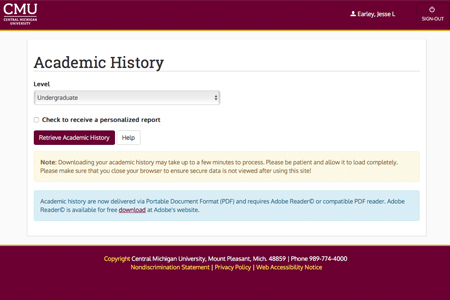 CMU
CENTRAL MICHIGAN
UNIVERSITY
Earley, Jesse L
SIGN-OUT
Academic History
Level
Undergraduate
Check to receive a personalized report
Retrieve Academic History
Help
Note: Downloading your academic history may take up to a few minutes to process. Please be patient and allow it to load completely.
Please make sure that you close your browser to ensure secure data is not viewed after using this site!
Academic history are now delivered via Portable Document Format (PDF) and requires Adobe Reader© or compatible PDF reader. Adobe
Reader© is available for free download at Adobe's website.
Copyright Central Michigan University, Mount Pleasant, Mich. 48859 | Phone 989-774-4000
Nondiscrimination Statement | Privacy Policy | Web Accessibility Notice